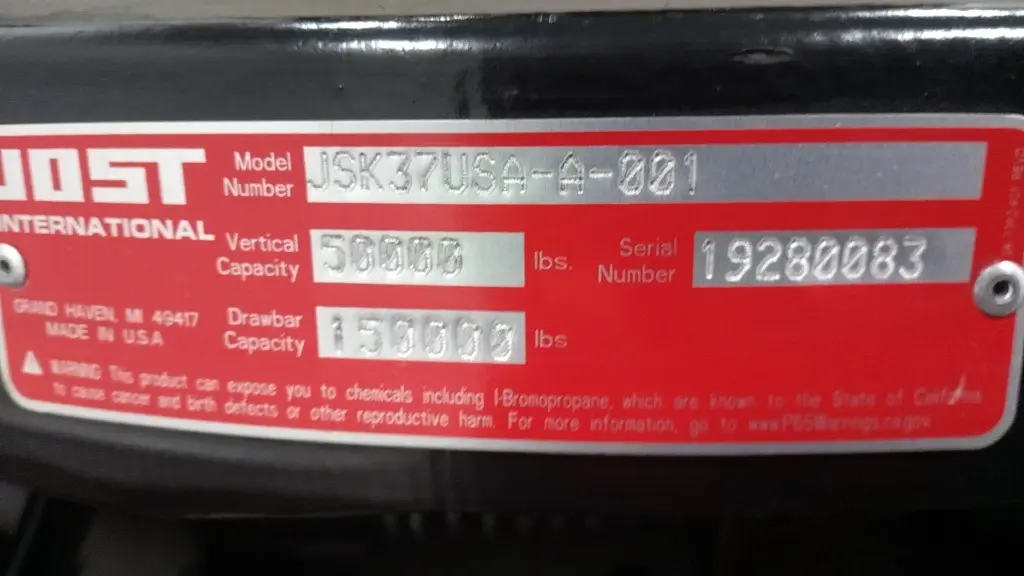 JOST
INTERNATIONAL
Model Number JSK37USA-A-001
Vertical Capacity 50000 lbs.
Serial Number 19280083
Drawbar Capacity 150000 lbs
GRAND HAVEN, MI 49417
MADE IN U.S.A
WARNING: This product can expose you to chemicals including 1-Bromopropane, which are known to the State of California
to cause cancer and birth defects or other reproductive harm. For more information, go to www.P65Warnings.ca.gov